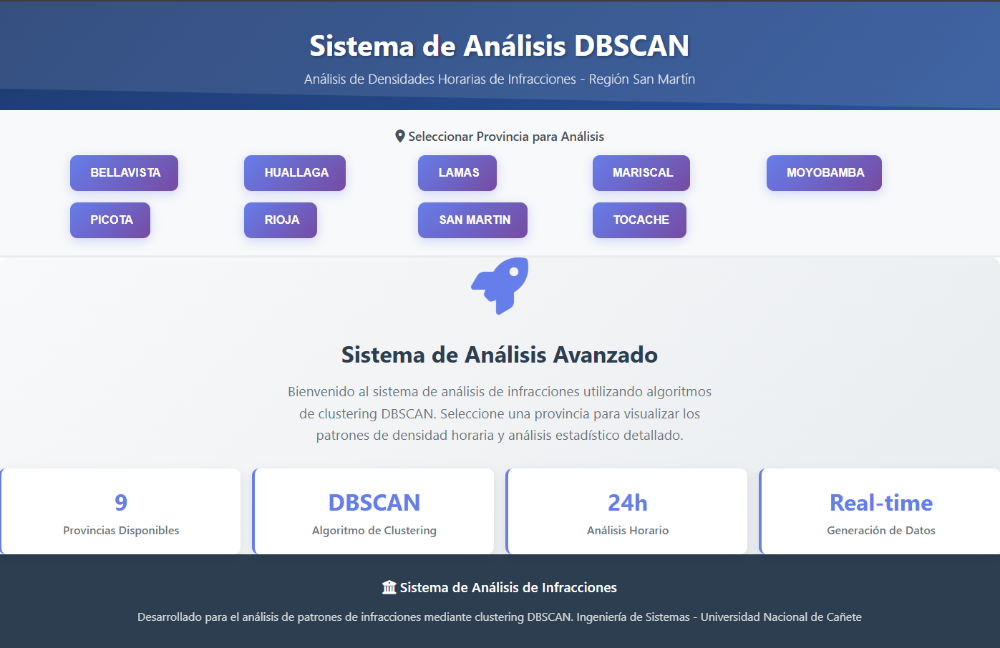 Sistema de Análisis DBSCAN
Análisis de Densidades Horarias de Infracciones - Región San Martín
Seleccionar Provincia para Análisis
BELLAVISTA
HUALLAGA
LAMAS
MARISCAL
MOYOBAMBA
PICOTA
RIOJA
SAN MARTIN
TOCACHE
Sistema de Análisis Avanzado
Bienvenido al sistema de análisis de infracciones utilizando algoritmos
de clustering DBSCAN. Seleccione una provincia para visualizar los
patrones de densidad horaria y análisis estadístico detallado.
9
Provincias Disponibles
DBSCAN
Algoritmo de Clustering
24h
Análisis Horario
Real-time
Generación de Datos
Sistema de Análisis de Infracciones
Desarrollado para el análisis de patrones de infracciones mediante clustering DBSCAN. Ingeniería de Sistemas - Universidad Nacional de Cañete